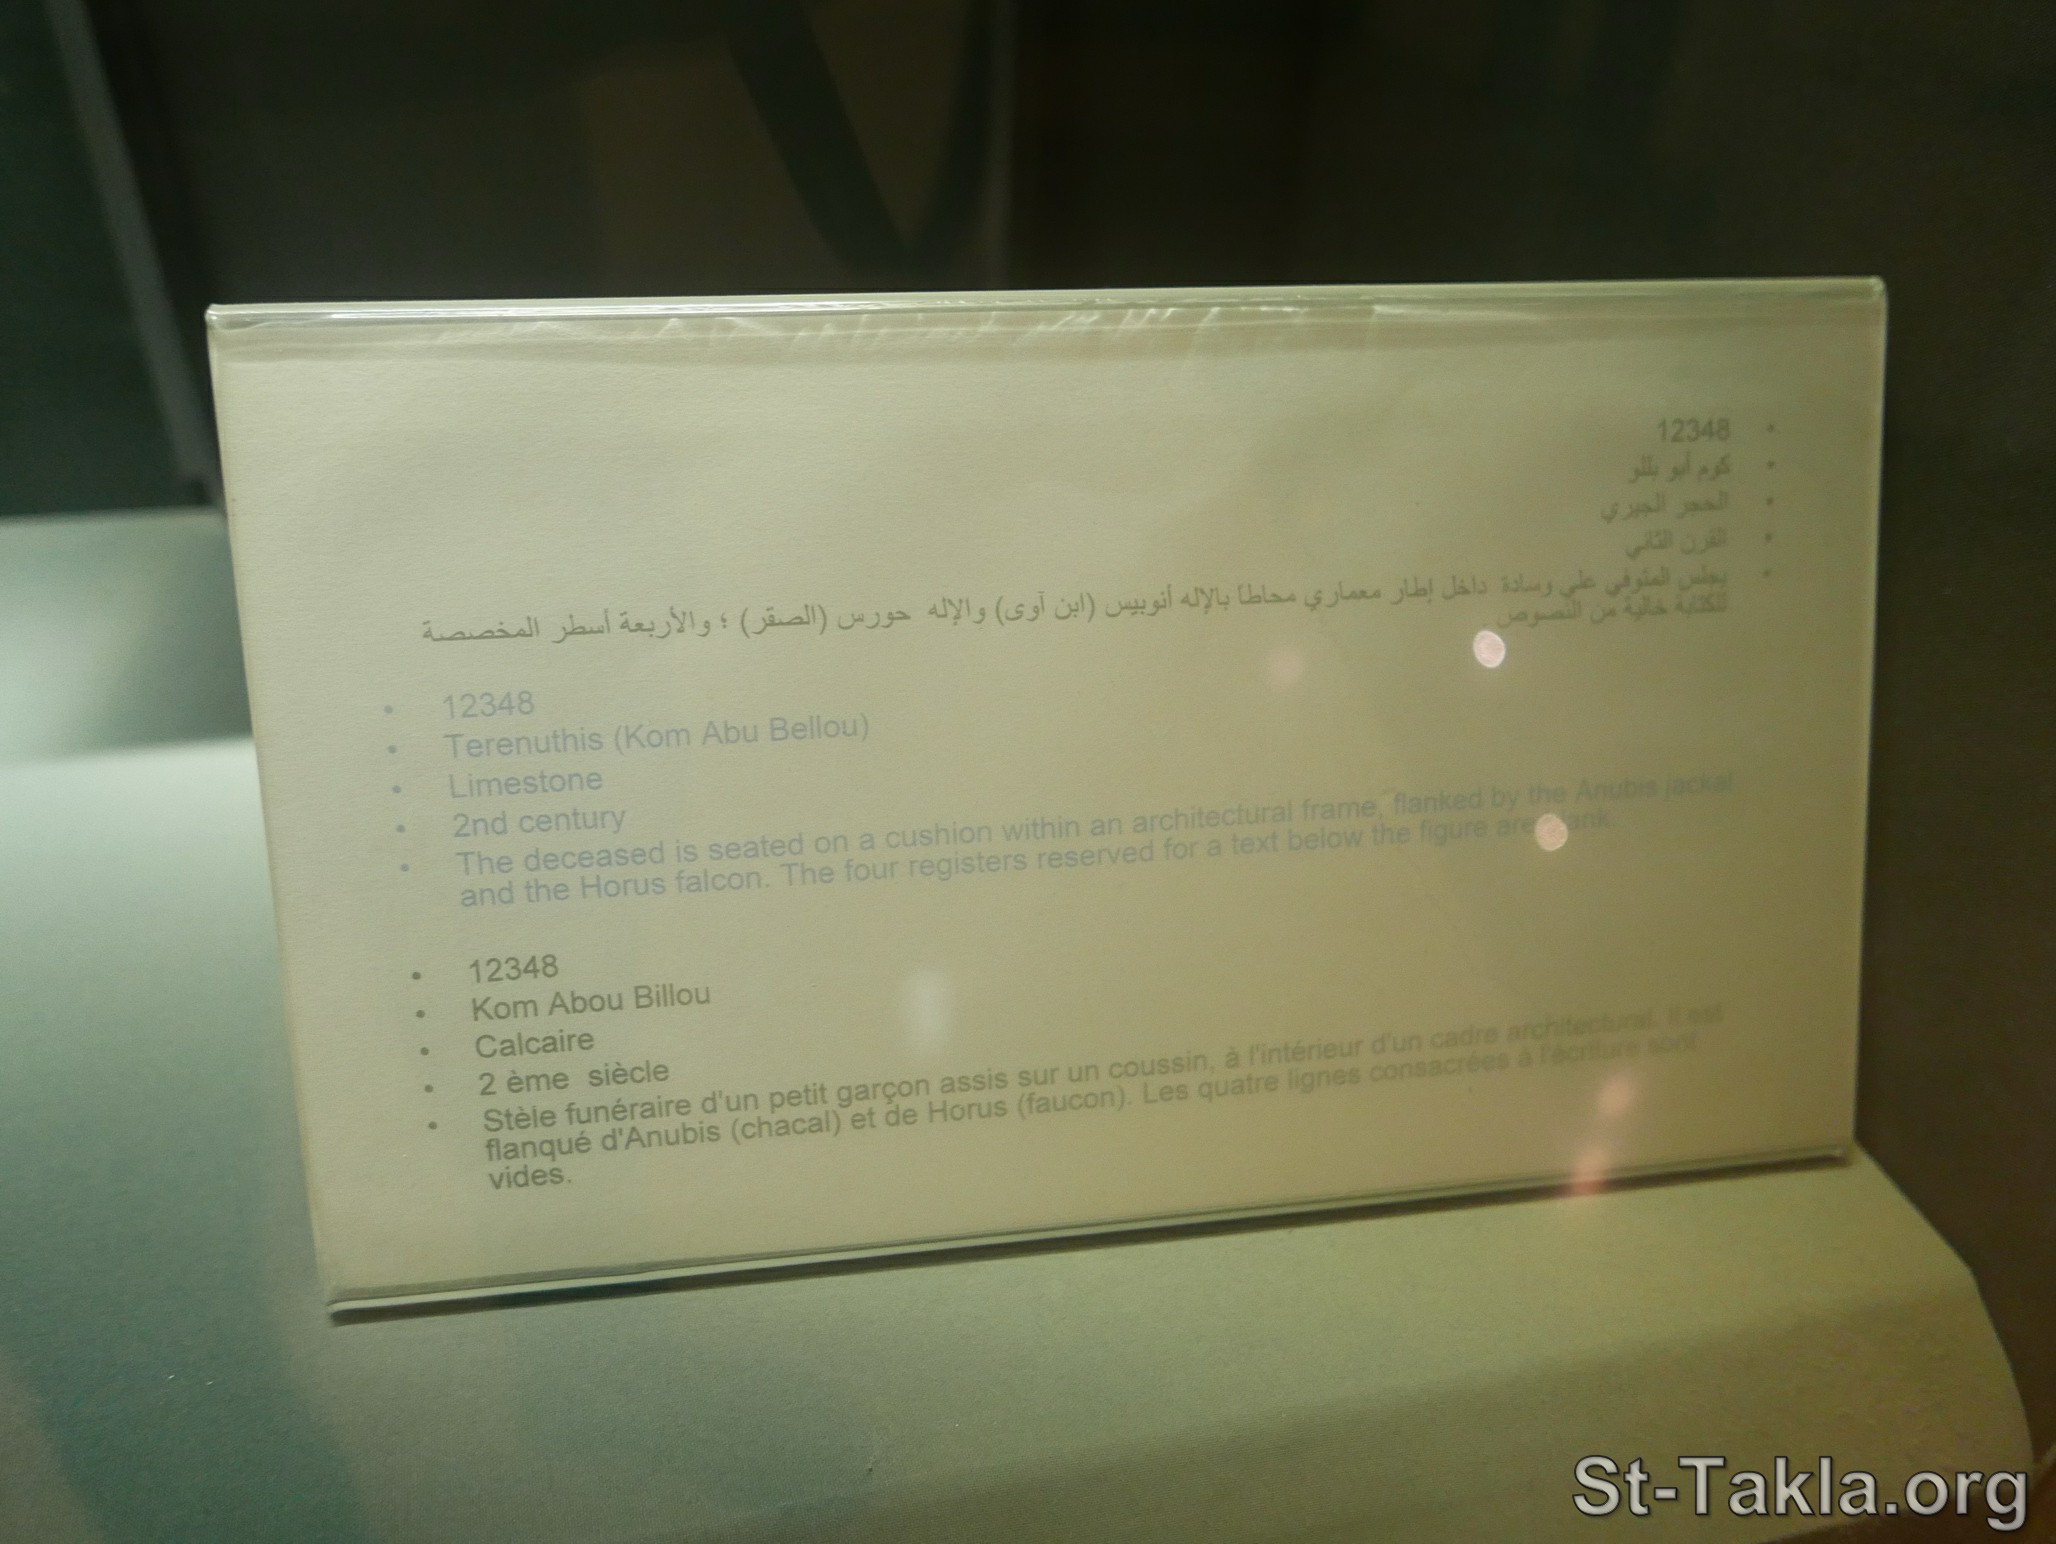 • 12348
• كوم أبو بللو
• الحجر الجيري
• القرن الثاني
• يجلس المتوفي علي وسادة داخل إطار معماري محاطا بالإله أنوبيس (ابن آوى) والإله حورس (الصقر) ؛ والأربعة أسطر المخصصة
للكتابة خالية من النصوص
• 12348
• Terenuthis (Kom Abu Bellou)
• Limestone
• 2nd century
• The deceased is seated on a cushion within an architectural frame, flanked by the Anubis jackal
and the Horus falcon. The four registers reserved for a text below the figure are
• 12348
• Kom Abou Billou
• Calcaire
• 2 ème siècle
• Stèle funéraire d'un petit garçon assis sur un coussin, à l'intérieur d'un cadre architectural. Il est
flanqué d'Anubis (chacal) et de Horus (faucon). Les quatre lignes consacrées à l'écriture sont
vides.
St-Takla.org